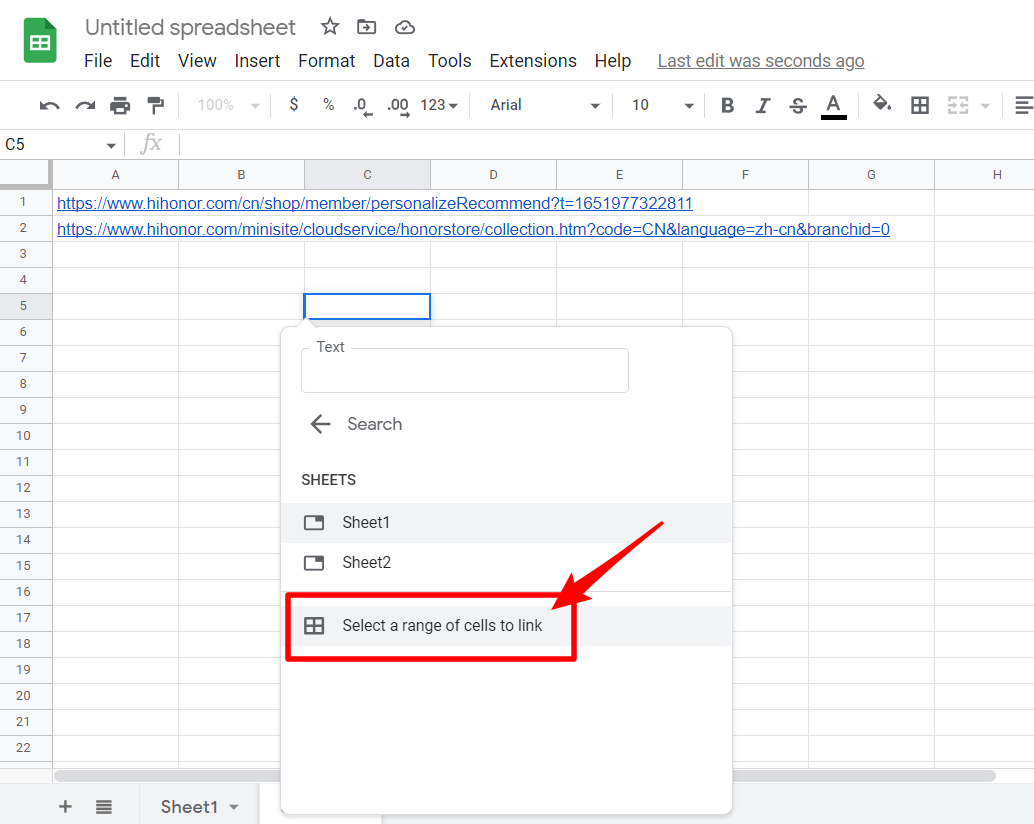 Untitled spreadsheet
File Edit View Insert Format Data Tools Extensions Help Last edit was seconds ago
100% $ % .0 .00 123 Arial 10 B I S A
C5 fx
A B C D E F G H
1 https://www.hihonor.com/cn/shop/member/personalizeRecommend?t=1651977322811
2 https://www.hihonor.com/minisite/cloudservice/honorstore/collection.htm?code=CN&language=zh-cn&branchid=0
3
4
5
6
7 Text
8
9
10 Search
11
12 SHEETS
13
14 Sheet1
15 Sheet2
16
17
18 Select a range of cells to link
19
20
21
22
+ Sheet1